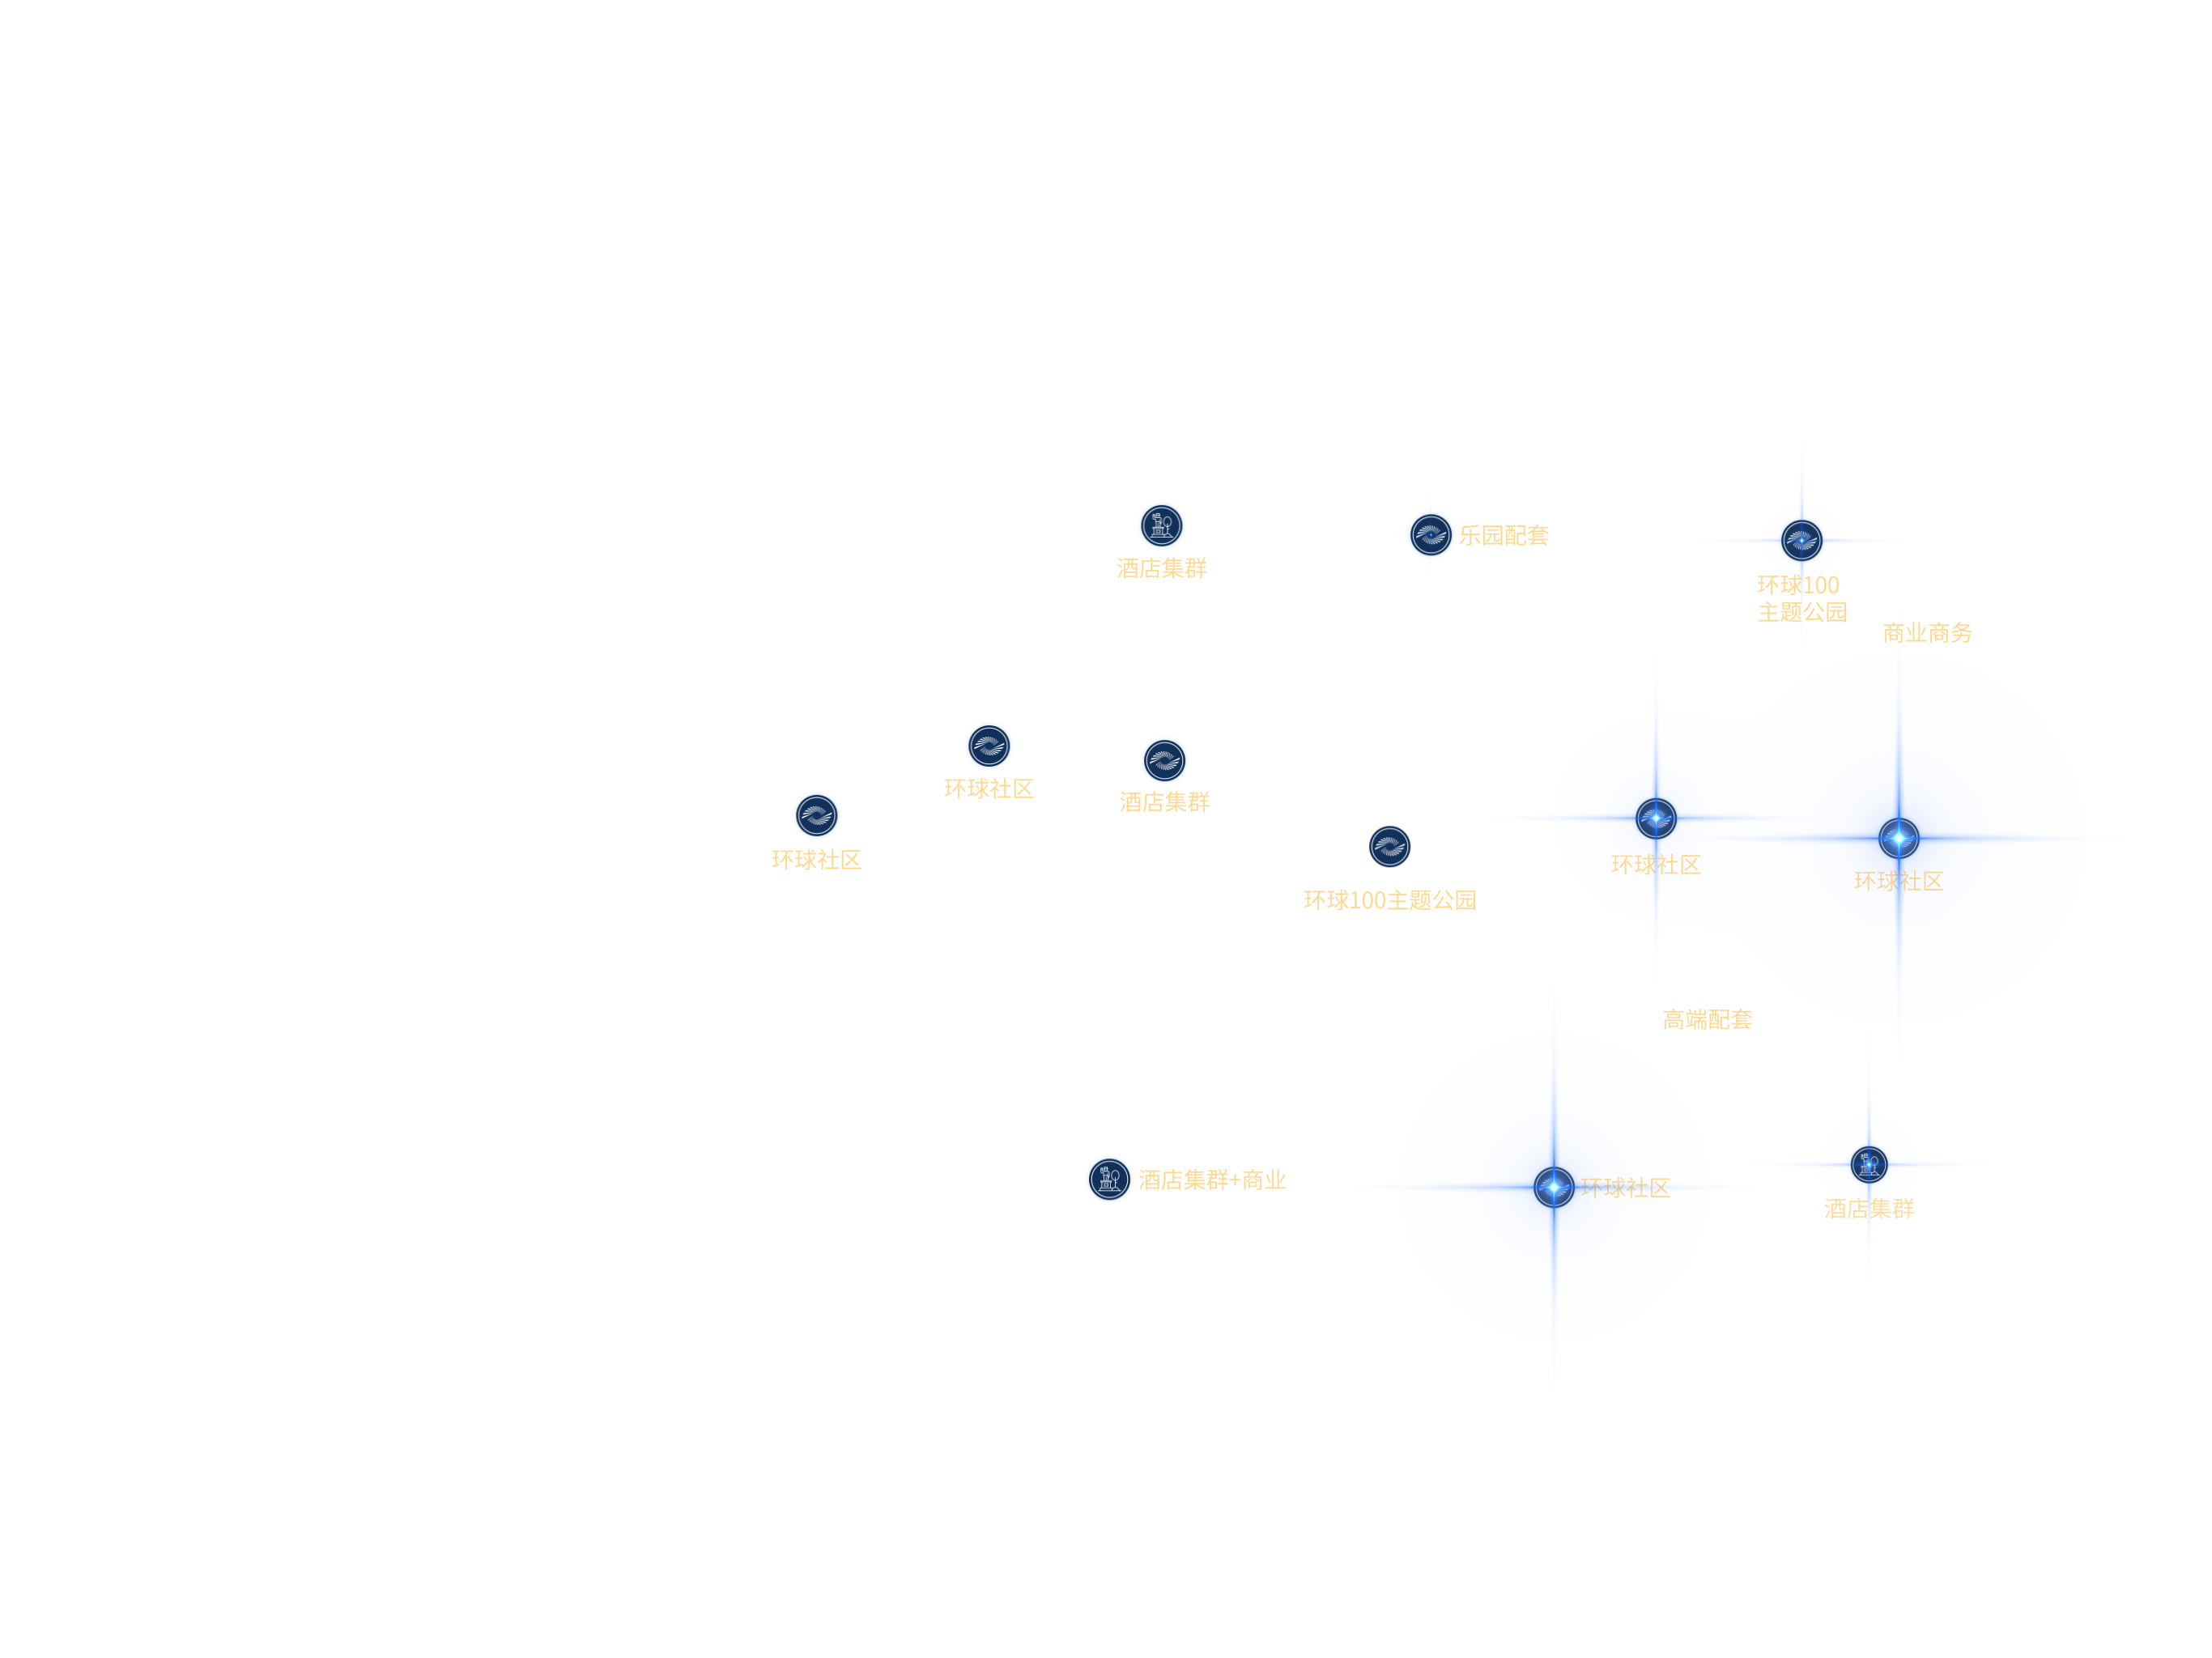 酒店集群
乐园配套
环球100
主题公园
商业商务
环球社区
酒店集群
环球社区
环球社区
环球社区
环球100主题公园
高端配套
酒店集群+商业
环球社区
酒店集群